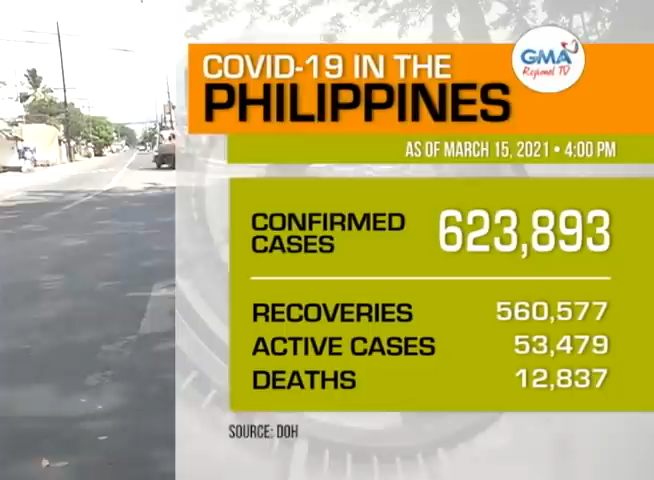 COVID-19 IN THE
PHILIPPINES
GMA
Regional TV
AS OF MARCH 15, 2021 • 4:00 PM
CONFIRMED
CASES
623,893
RECOVERIES 560,577
ACTIVE CASES 53,479
DEATHS 12,837
SOURCE: DOH